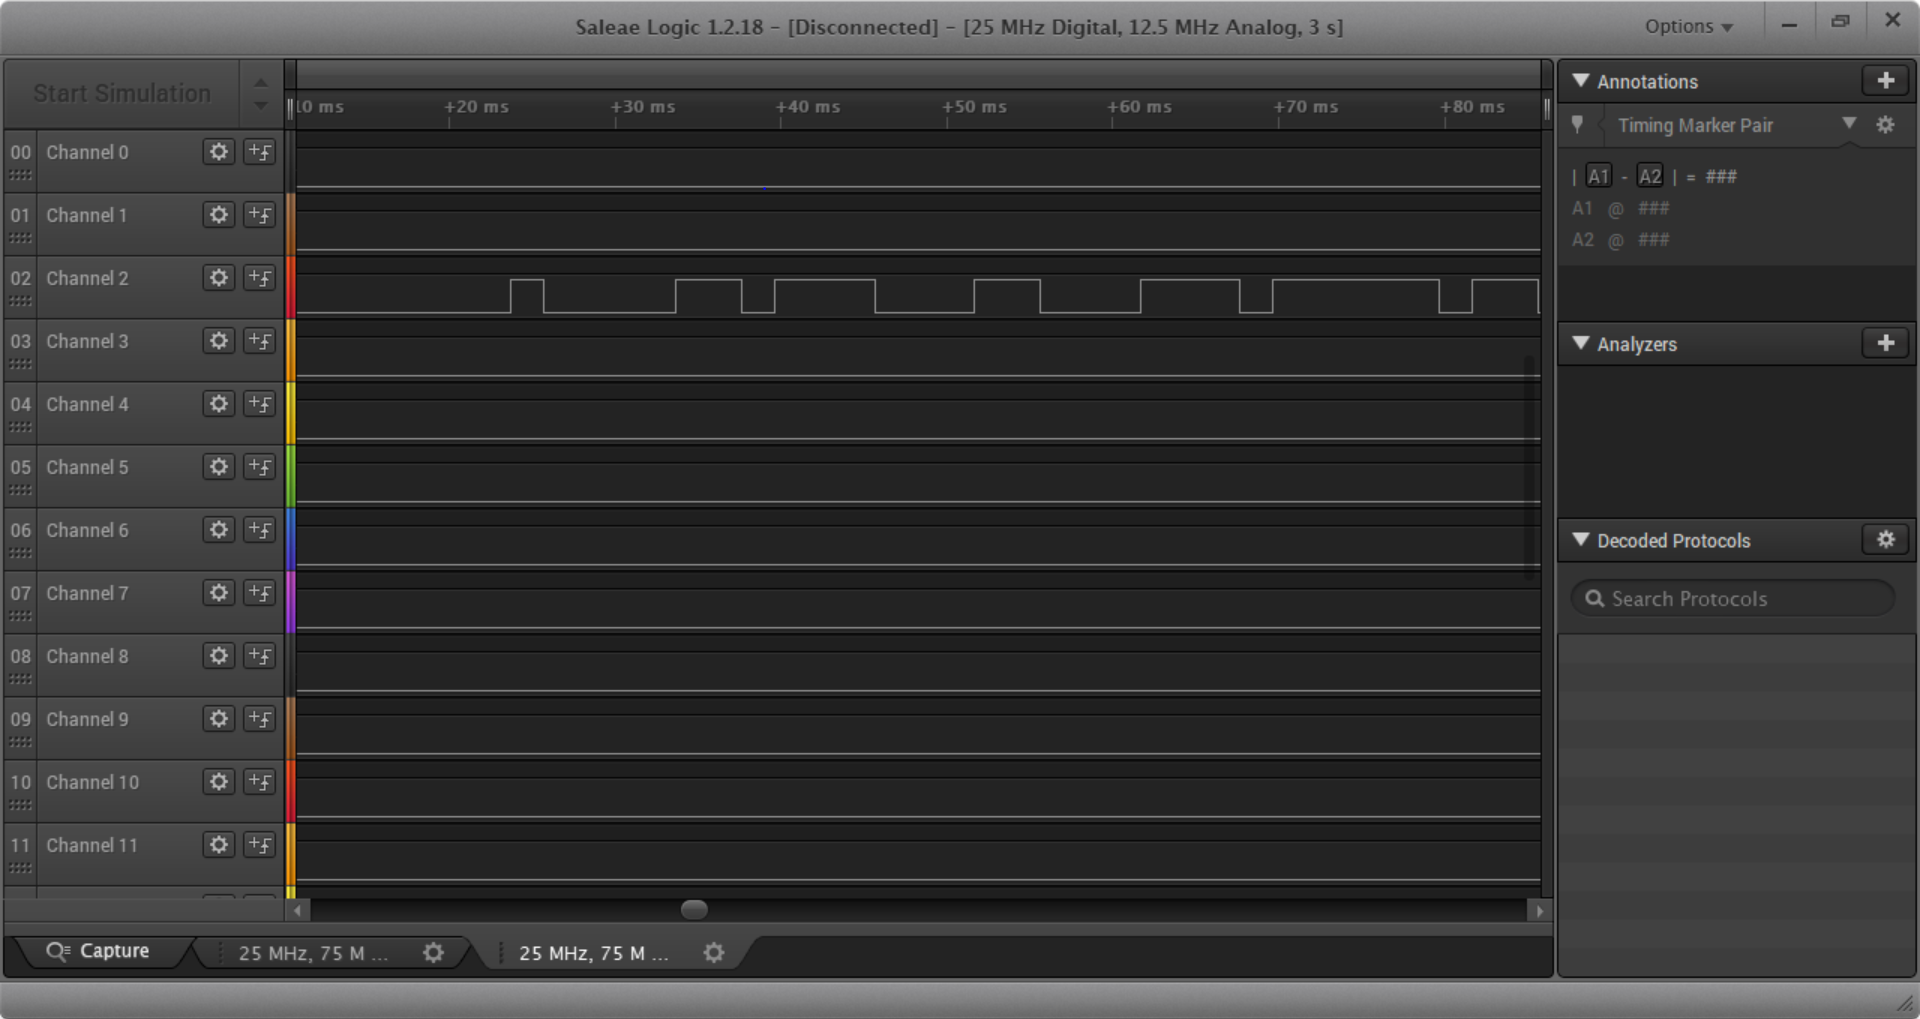 Saleae Logic 1.2.18 - [Disconnected] - [25 MHz Digital, 12.5 MHz Analog, 3 s]
Options
Start Simulation
10 ms +20 ms +30 ms +40 ms +50 ms +60 ms +70 ms +80 ms
00 Channel 0
01 Channel 1
02 Channel 2
03 Channel 3
04 Channel 4
05 Channel 5
06 Channel 6
07 Channel 7
08 Channel 8
09 Channel 9
10 Channel 10
11 Channel 11
Capture
25 MHz, 75 M ...
25 MHz, 75 M ...
Annotations
Timing Marker Pair
| A1 - A2 | = ###
A1 @ ###
A2 @ ###
Analyzers
Decoded Protocols
Search Protocols